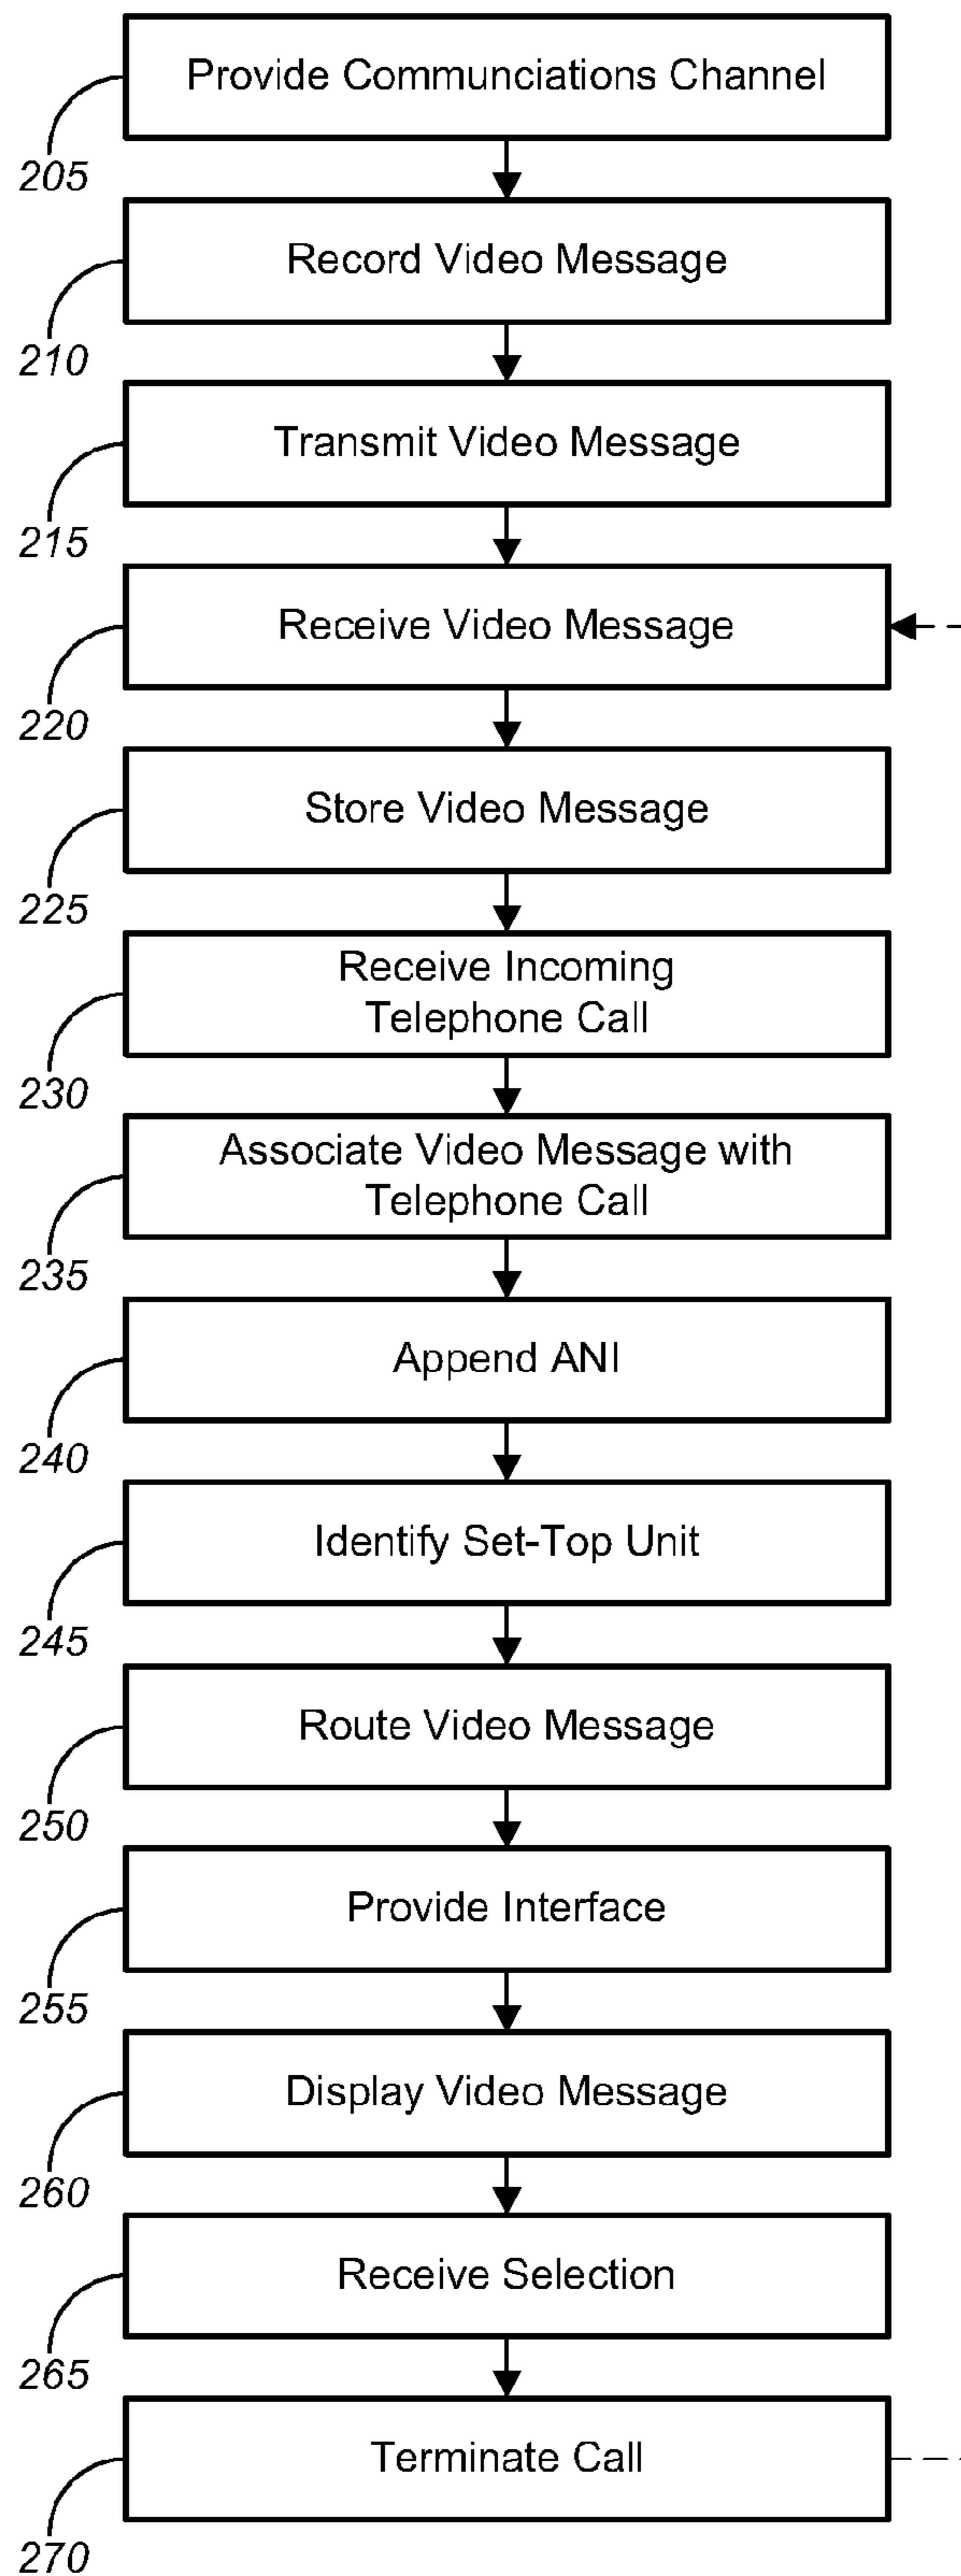 Provide Communciations Channel
205
Record Video Message
210
Transmit Video Message
215
Receive Video Message
220
Store Video Message
225
Receive Incoming
Telephone Call
230
Associate Video Message with
Telephone Call
235
Append ANI
240
Identify Set-Top Unit
245
Route Video Message
250
Provide Interface
255
Display Video Message
260
Receive Selection
265
Terminate Call
270